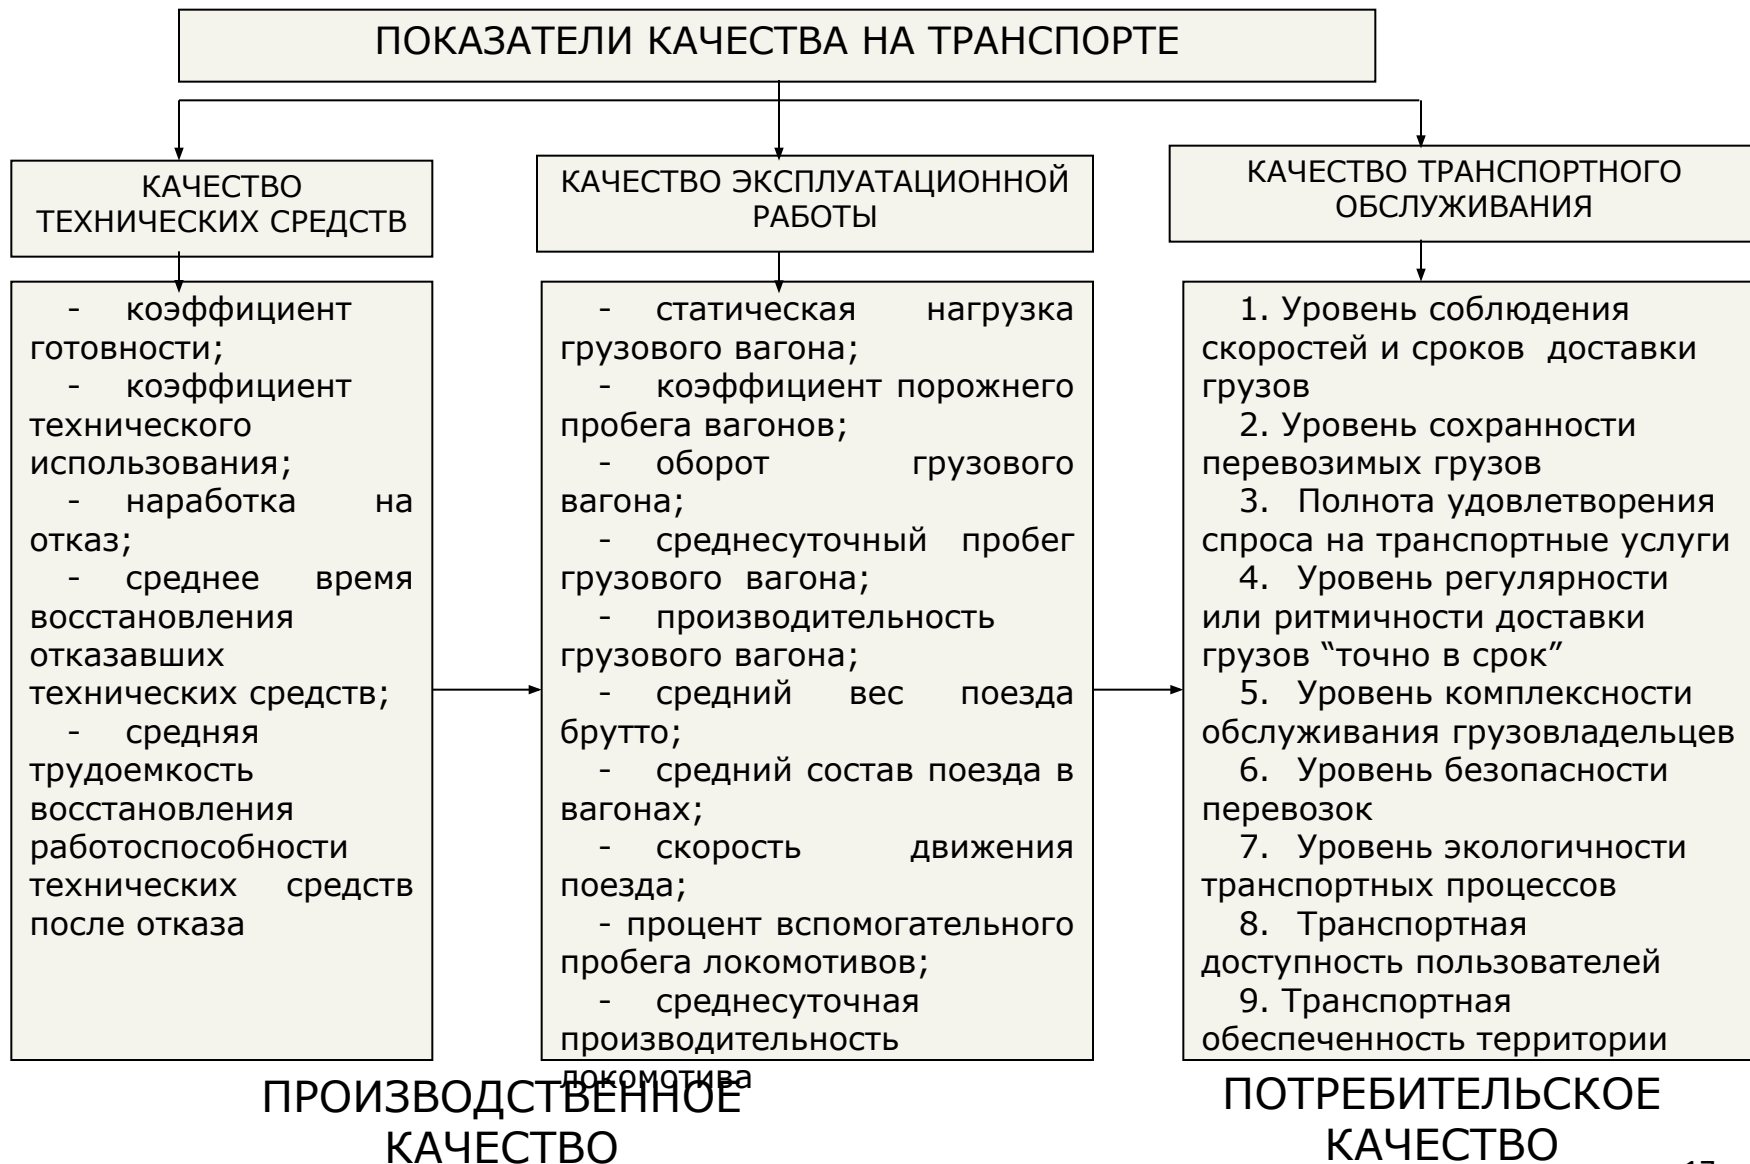 ПОКАЗАТЕЛИ КАЧЕСТВА НА ТРАНСПОРТЕ
КАЧЕСТВО
ТЕХНИЧЕСКИХ СРЕДСТВ
- коэффициент
готовности;
- коэффициент
технического
использования;
- наработка на
отказ;
- среднее время
восстановления
отказавших
технических средств;
- средняя
трудоемкость
восстановления
работоспособности
технических средств
после отказа
КАЧЕСТВО ЭКСПЛУАТАЦИОННОЙ
РАБОТЫ
- статическая нагрузка
грузового вагона;
- коэффициент порожнего
пробега вагонов;
- оборот грузового
вагона;
- среднесуточный пробег
грузового вагона;
- производительность
грузового вагона;
- средний вес поезда
брутто;
- средний состав поезда в
вагонах;
- скорость движения
поезда;
- процент вспомогательного
пробега локомотивов;
- среднесуточная
производительность
локомотива
КАЧЕСТВО ТРАНСПОРТНОГО
ОБСЛУЖИВАНИЯ
1. Уровень соблюдения
скоростей и сроков доставки
грузов
2. Уровень сохранности
перевозимых грузов
3. Полнота удовлетворения
спроса на транспортные услуги
4. Уровень регулярности
или ритмичности доставки
грузов “точно в срок”
5. Уровень комплексности
обслуживания грузовладельцев
6. Уровень безопасности
перевозок
7. Уровень экологичности
транспортных процессов
8. Транспортная
доступность пользователей
9. Транспортная
обеспеченность территории
ПРОИЗВОДСТВЕННОЕ
КАЧЕСТВО
ПОТРЕБИТЕЛЬСКОЕ
КАЧЕСТВО